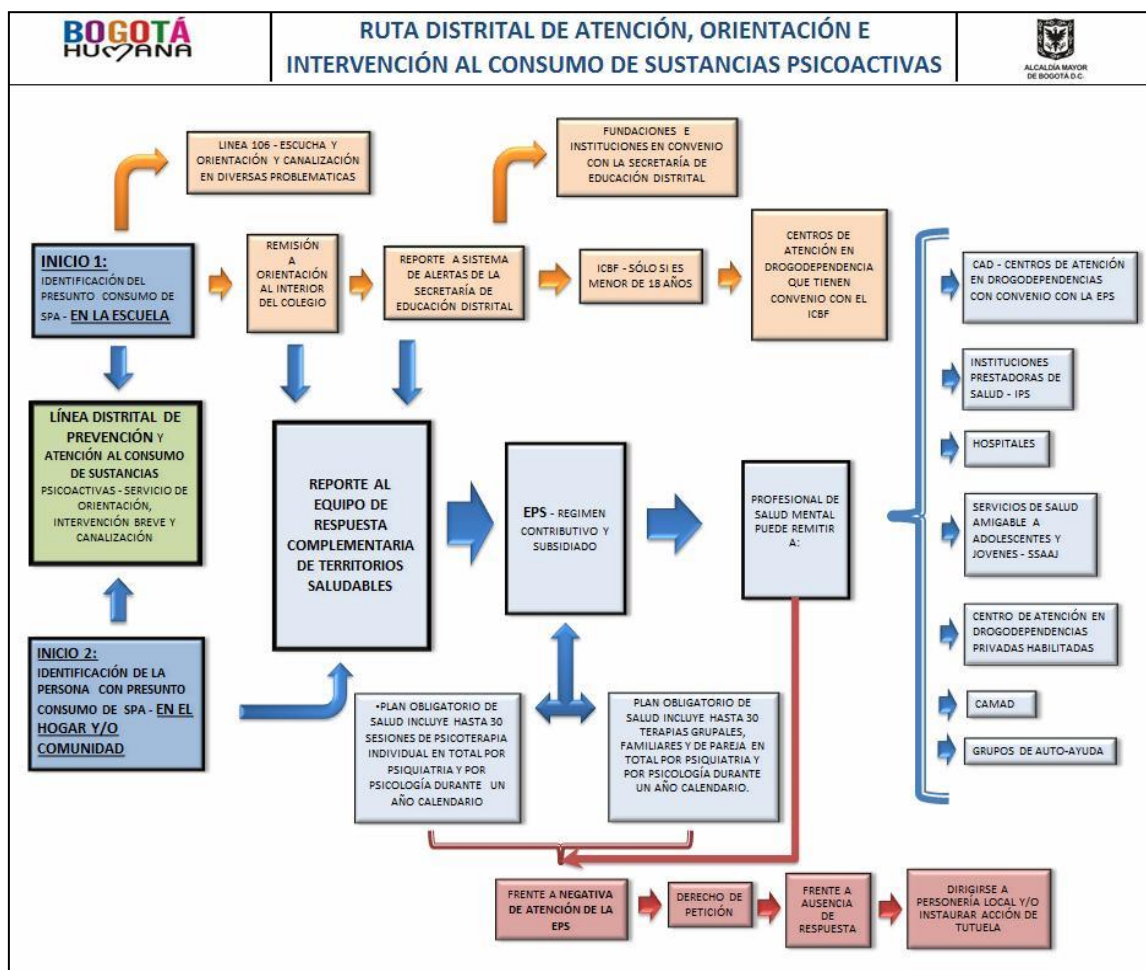 BOGOTÁ
HUMANA
RUTA DISTRITAL DE ATENCIÓN, ORIENTACIÓN E
INTERVENCIÓN AL CONSUMO DE SUSTANCIAS PSICOACTIVAS
ALCALDÍA MAYOR
DE BOGOTÁ D.C.
LINEA 106 - ESCUCHA Y
ORIENTACIÓN Y CANALIZACIÓN
EN DIVERSAS PROBLEMATICAS
FUNDACIONES E
INSTITUCIONES EN CONVENIO
CON LA SECRETARÍA DE
EDUCACIÓN DISTRITAL
INICIO 1:
IDENTIFICACIÓN DEL
PRESUNTO CONSUMO DE
SPA - EN LA ESCUELA
REMISIÓN
A
ORIENTACIÓN
AL INTERIOR
DEL COLEGIO
REPORTE A SISTEMA
DE ALERTAS DE LA
SECRETARÍA DE
EDUCACIÓN DISTRITAL
ICBF - SÓLO SI ES
MENOR DE 18 AÑOS
CENTROS DE
ATENCIÓN EN
DROGODEPENDENCIA
QUE TIENEN
CONVENIO CON EL
ICBF
LÍNEA DISTRITAL DE
PREVENCIÓN Y
ATENCIÓN AL CONSUMO
DE SUSTANCIAS
PSICOACTIVAS - SERVICIO DE
ORIENTACIÓN,
INTERVENCIÓN BREVE Y
CANALIZACIÓN
REPORTE AL
EQUIPO DE
RESPUESTA
COMPLEMENTARIA
DE TERRITORIOS
SALUDABLES
EPS - REGIMEN
CONTRIBUTIVO Y
SUBSIDIADO
PROFESIONAL DE
SALUD MENTAL
PUEDE REMITIR
A:
CAD - CENTROS DE ATENCIÓN
EN DROGODEPENDENCIAS
CON CONVENIO CON LA EPS
INSTITUCIONES
PRESTADORAS DE
SALUD - IPS
HOSPITALES
SERVICIOS DE SALUD
AMIGABLE A
ADOLESCENTES Y
JOVENES - SSAAJ
CENTRO DE ATENCIÓN EN
DROGODEPENDENCIAS
PRIVADAS HABILITADAS
CAMAD
GRUPOS DE AUTO-AYUDA
INICIO 2:
IDENTIFICACIÓN DE LA
PERSONA CON PRESUNTO
CONSUMO DE SPA - EN EL
HOGAR Y/O
COMUNIDAD
•PLAN OBLIGATORIO DE
SALUD INCLUYE HASTA 30
SESIONES DE PSICOTERAPIA
INDIVIDUAL EN TOTAL POR
PSIQUIATRIA Y POR
PSICOLOGÍA DURANTE UN
AÑO CALENDARIO
PLAN OBLIGATORIO DE
SALUD INCLUYE HASTA 30
TERAPIAS GRUPALES,
FAMILIARES Y DE PAREJA EN
TOTAL POR PSIQUIATRIA Y
POR PSICOLOGÍA DURANTE
UN AÑO CALENDARIO.
FRENTE A NEGATIVA
DE ATENCIÓN DE LA
EPS
DERECHO DE
PETICIÓN
FRENTE A
AUSENCIA DE
RESPUESTA
DIRIGIRSE A
PERSONERÍA LOCAL Y/O
INSTAURAR ACCIÓN DE
TUTUELA